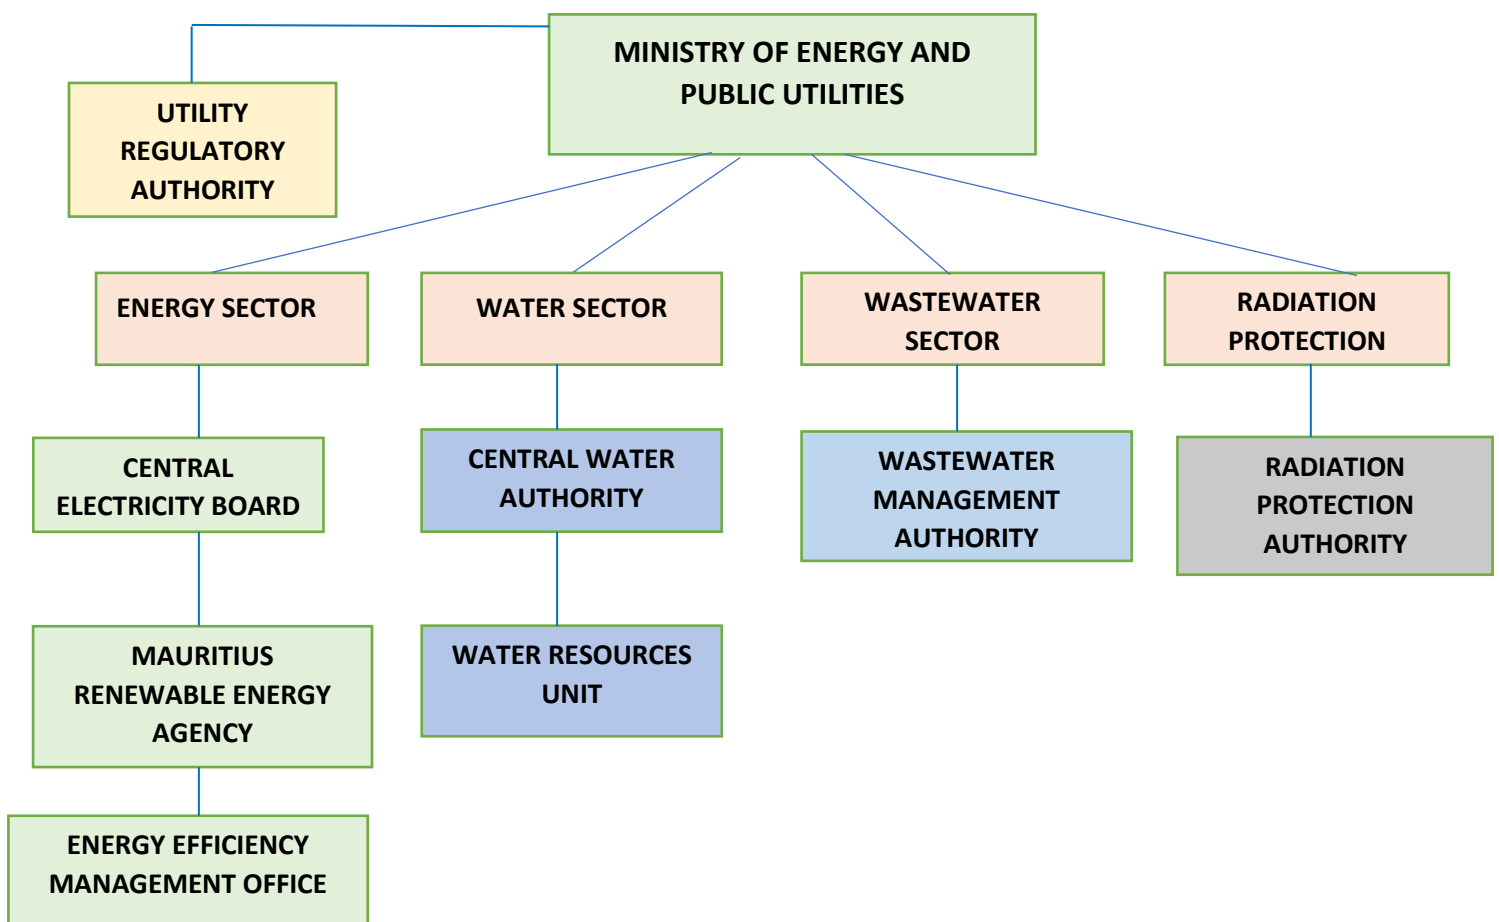 MINISTRY OF ENERGY AND
PUBLIC UTILITIES
UTILITY
REGULATORY
AUTHORITY
ENERGY SECTOR
WATER SECTOR
WASTEWATER
SECTOR
RADIATION
PROTECTION
CENTRAL
ELECTRICITY BOARD
CENTRAL WATER
AUTHORITY
WASTEWATER
MANAGEMENT
AUTHORITY
RADIATION
PROTECTION
AUTHORITY
MAURITIUS
RENEWABLE ENERGY
AGENCY
WATER RESOURCES
UNIT
ENERGY EFFICIENCY
MANAGEMENT OFFICE